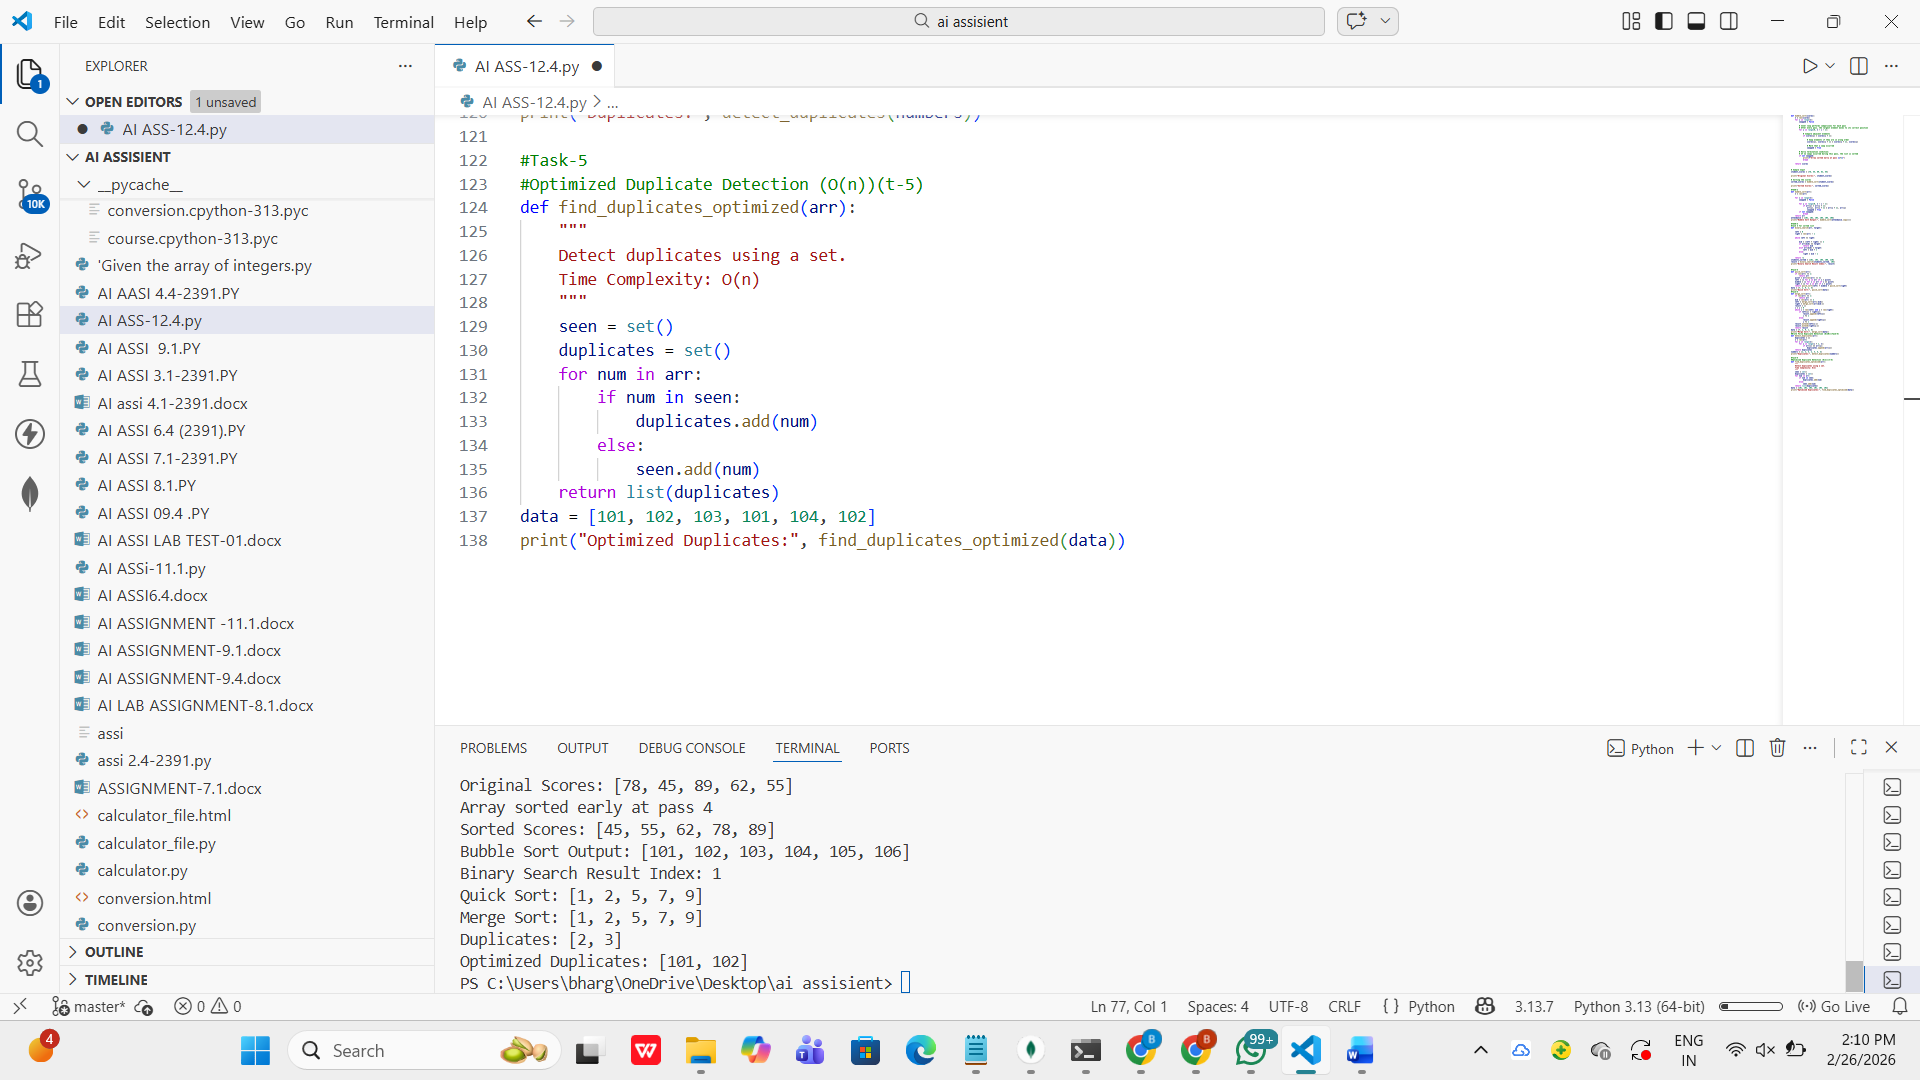 File Edit Selection View Go Run Terminal Help
ai assisient
EXPLORER
OPEN EDITORS 1 unsaved
AI ASS-12.4.py
AI ASSISIENT
__pycache__
conversion.cpython-313.pyc
course.cpython-313.pyc
'Given the array of integers.py
AI AASI 4.4-2391.PY
AI ASS-12.4.py
AI ASSI  9.1.PY
AI ASSI 3.1-2391.PY
AI assi 4.1-2391.docx
AI ASSI 6.4 (2391).PY
AI ASSI 7.1-2391.PY
AI ASSI 8.1.PY
AI ASSI 09.4 .PY
AI ASSI LAB TEST-01.docx
AI ASSi-11.1.py
AI ASSI6.4.docx
AI ASSIGNMENT -11.1.docx
AI ASSIGNMENT-9.1.docx
AI ASSIGNMENT-9.4.docx
AI LAB ASSIGNMENT-8.1.docx
assi
assi 2.4-2391.py
ASSIGNMENT-7.1.docx
calculator_file.html
calculator_file.py
calculator.py
conversion.html
conversion.py
OUTLINE
TIMELINE
1
10K
AI ASS-12.4.py
AI ASS-12.4.py > ...
120 print("Duplicates:", detect_duplicates(numbers))
121
122 #Task-5
123 #Optimized Duplicate Detection (O(n))(t-5)
124 def find_duplicates_optimized(arr):
125     """
126     Detect duplicates using a set.
127     Time Complexity: O(n)
128     """
129     seen = set()
130     duplicates = set()
131     for num in arr:
132         if num in seen:
133             duplicates.add(num)
134         else:
135             seen.add(num)
136     return list(duplicates)
137 data = [101, 102, 103, 101, 104, 102]
138 print("Optimized Duplicates:", find_duplicates_optimized(data))
PROBLEMS OUTPUT DEBUG CONSOLE TERMINAL PORTS
Python
Original Scores: [78, 45, 89, 62, 55]
Array sorted early at pass 4
Sorted Scores: [45, 55, 62, 78, 89]
Bubble Sort Output: [101, 102, 103, 104, 105, 106]
Binary Search Result Index: 1
Quick Sort: [1, 2, 5, 7, 9]
Merge Sort: [1, 2, 5, 7, 9]
Duplicates: [2, 3]
Optimized Duplicates: [101, 102]
PS C:\Users\bharg\OneDrive\Desktop\ai assisient>
master* 0 0 Ln 77, Col 1 Spaces: 4 UTF-8 CRLF { } Python 3.13.7 Python 3.13 (64-bit) Go Live
4
Search
B
B
99+
ENG
IN
2:10 PM
2/26/2026